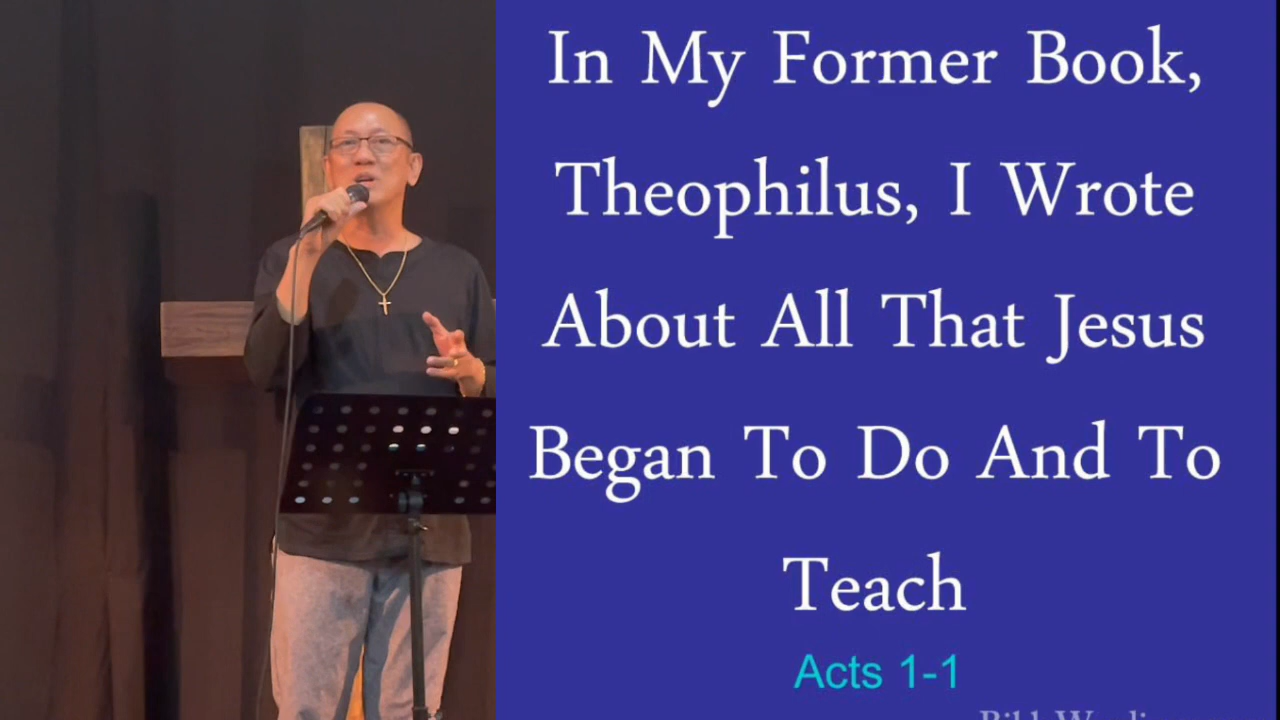 In My Former Book,
Theophilus, I Wrote
About All That Jesus
Began To Do And To
Teach
Acts 1-1